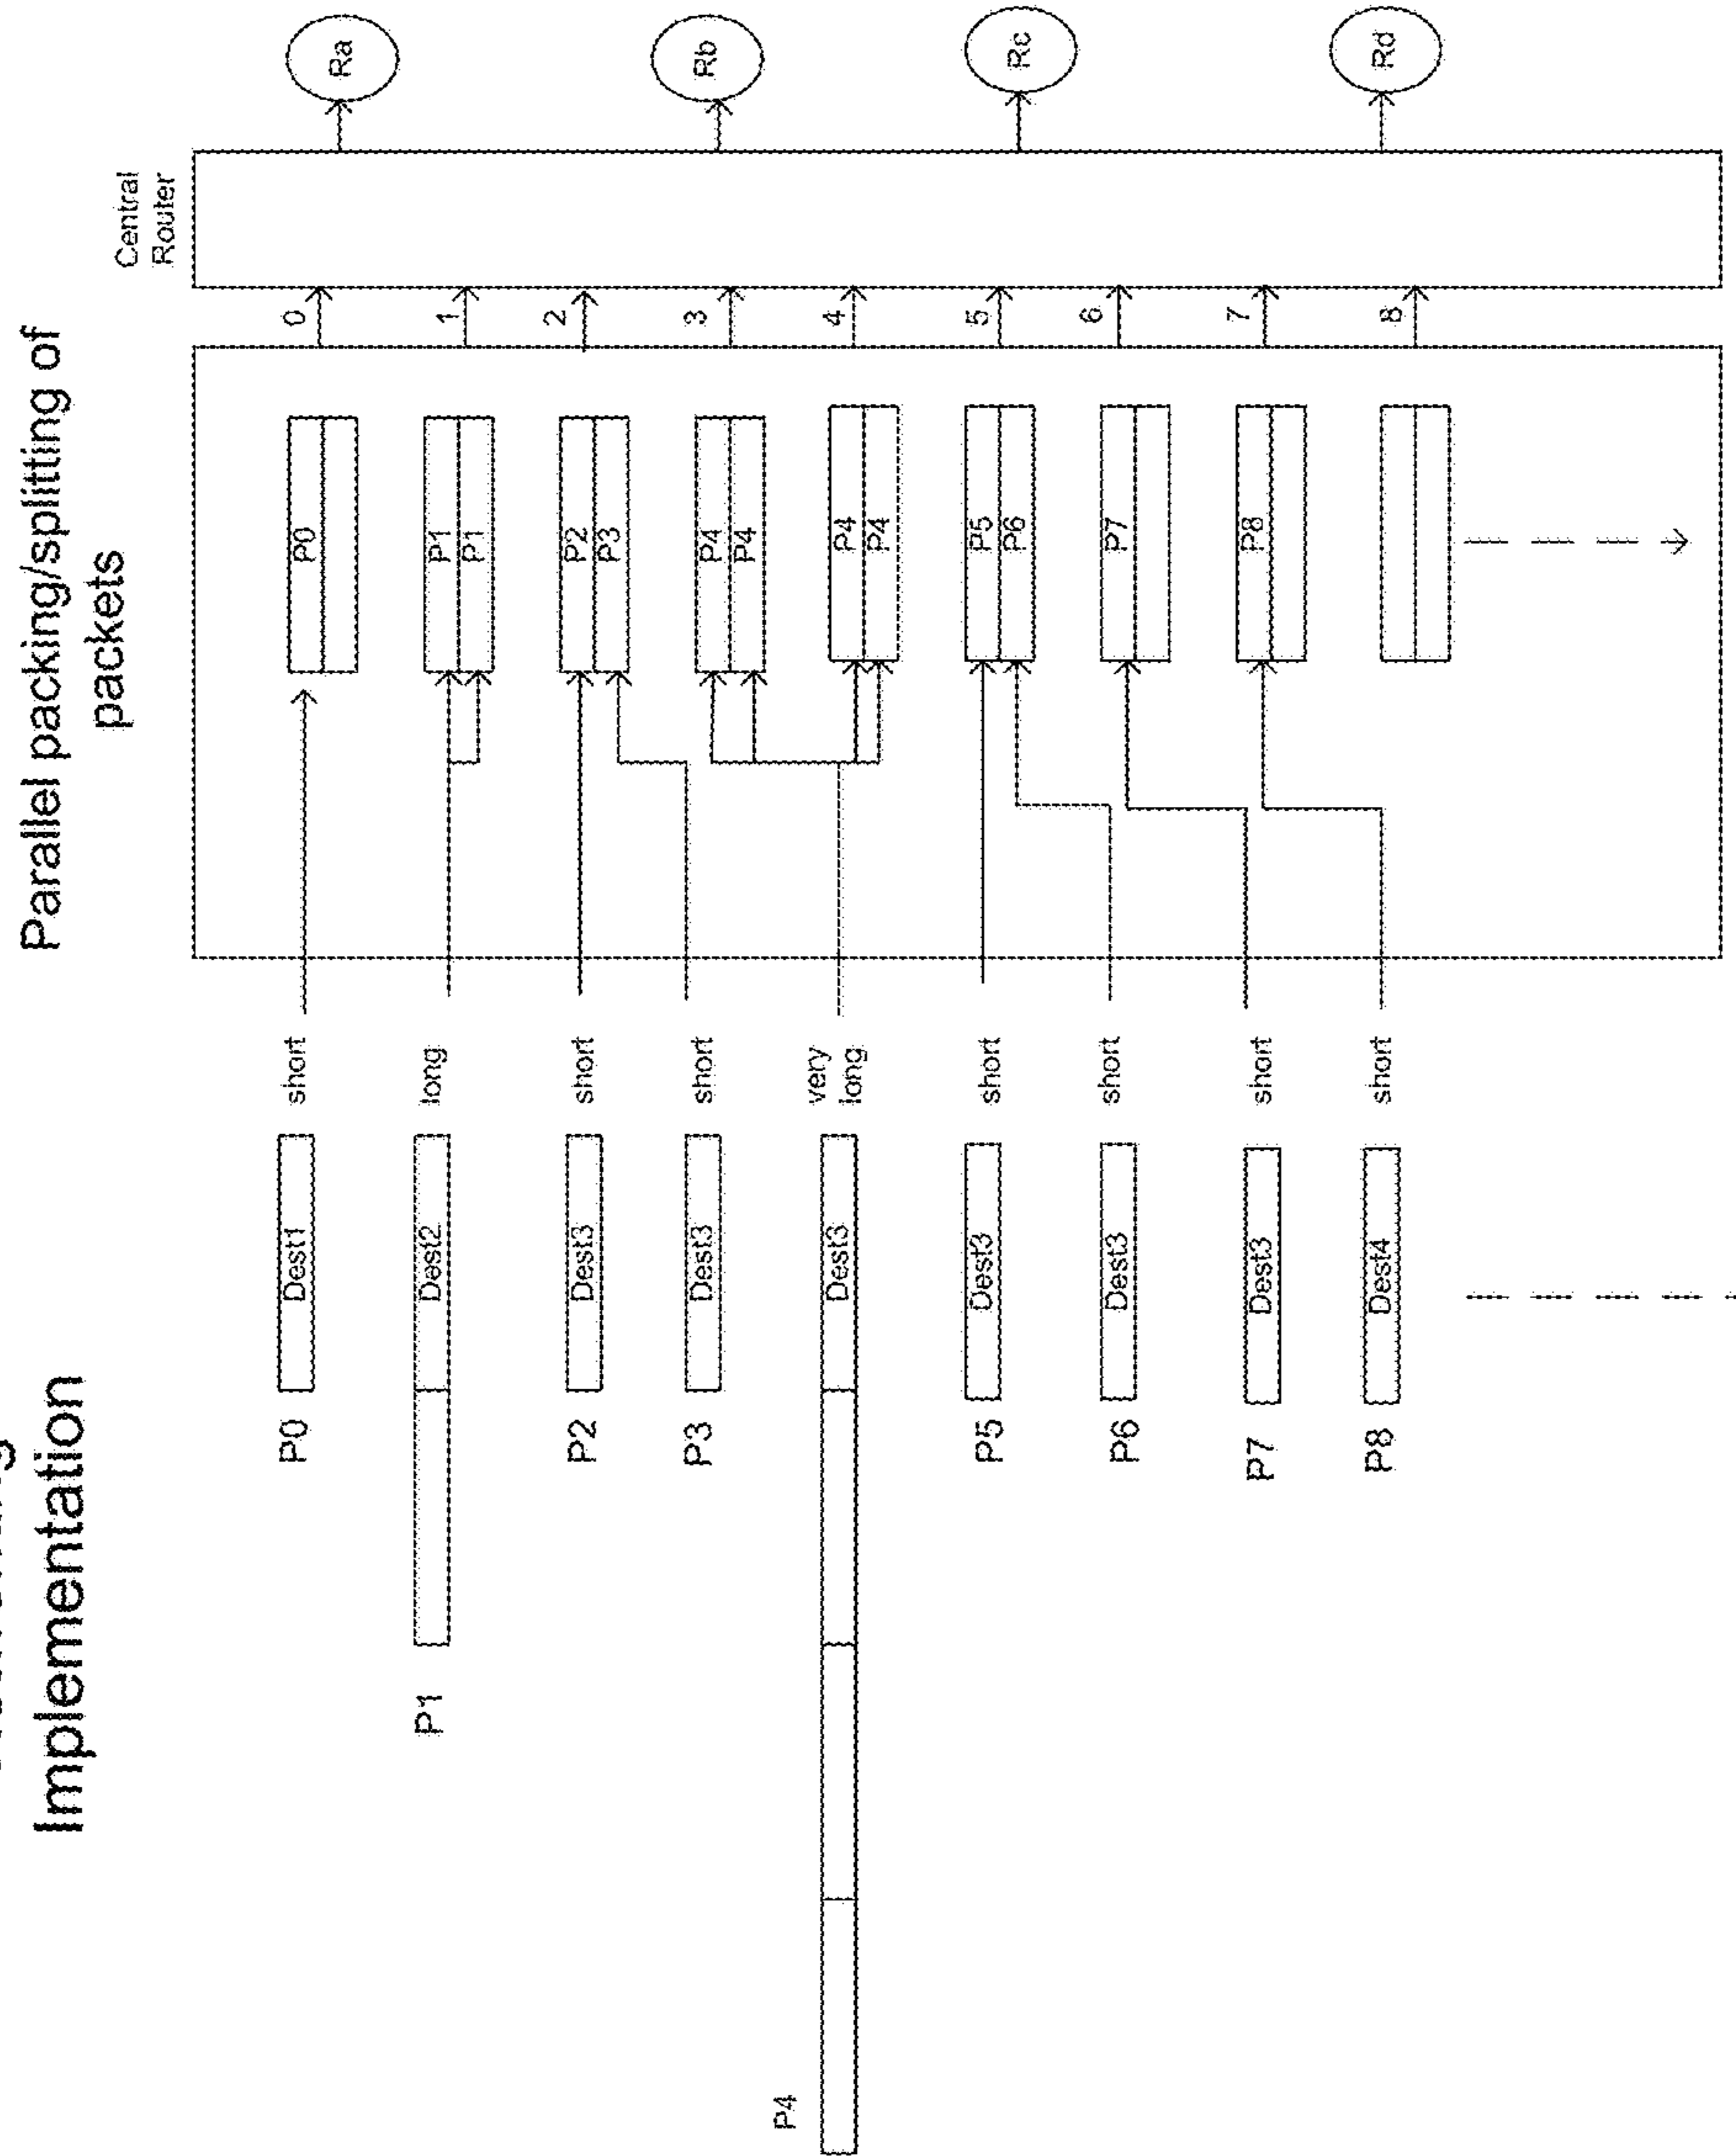 Implementation
Parallel packing/splitting of
packets
Central
Router
P0
Dest1
short
P0
0
Ra
P1
Dest2
long
P1
P1
1
P2
Dest3
short
P2
P3
2
P3
Dest3
short
3
Rb
P4
P4
P4
Dest3
very
long
P4
P4
4
P5
Dest3
short
P5
P6
5
Rc
P6
Dest3
short
P7
6
P7
Dest3
short
P8
7
P8
Dest4
short
8
Rd